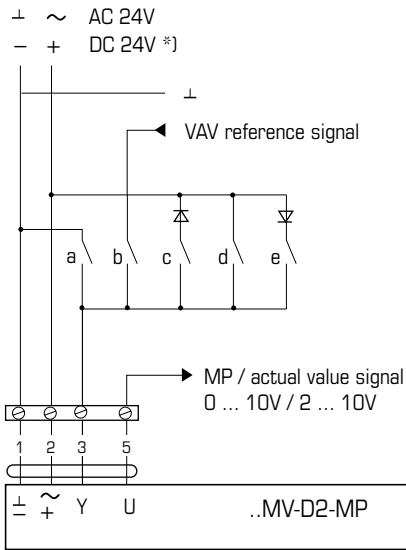 ⊥ ~ AC 24V
− + DC 24V *)
⊥
VAV reference signal
a b c d e
MP / actual value signal
0 ... 10V / 2 ... 10V
1 2 3 5
⊥ ~ Y U ..MV-D2-MP
− +